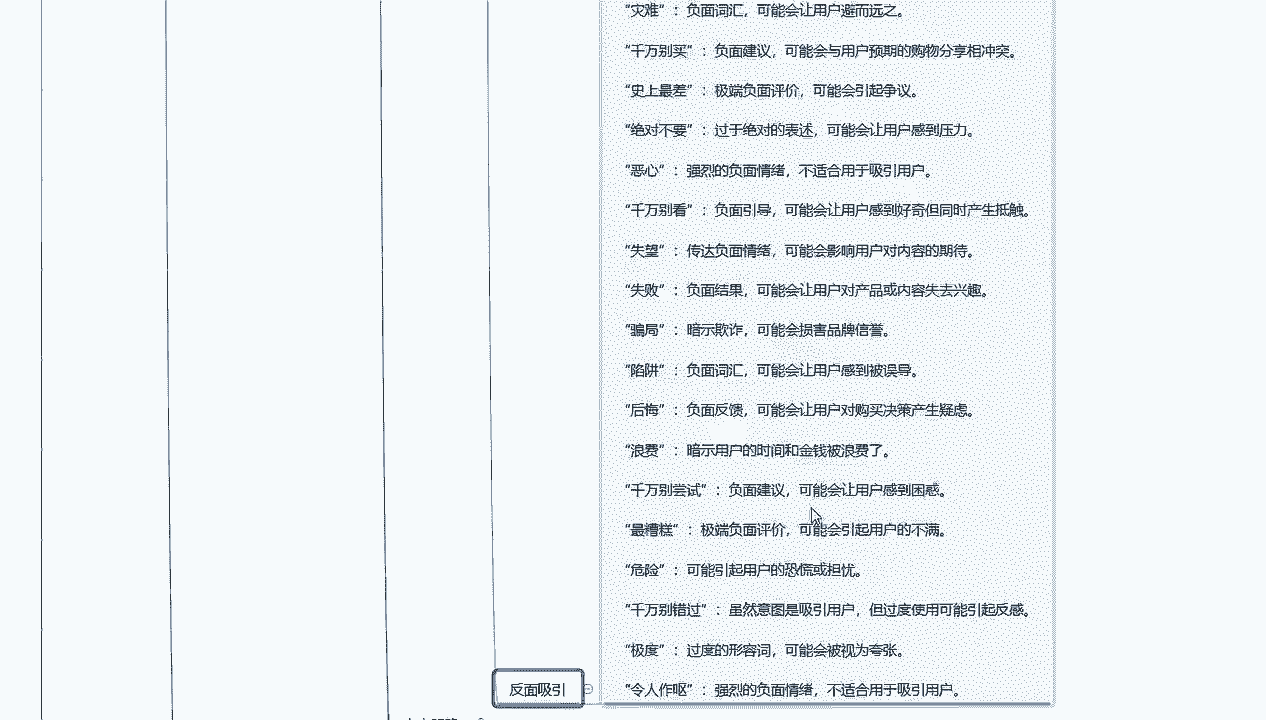 “灾难” ：负面词汇，可能会让用户避而远之。
“千万别买” ：负面建议，可能会与用户预期的购物分享相冲突。
“史上最差” ：极端负面评价，可能会引起争议。
“绝对不要” ：过于绝对的表述，可能会让用户感到压力。
“恶心” ：强烈的负面情绪，不适合用于吸引用户。
“千万别看” ：负面引导，可能会让用户感到好奇但同时产生抵触。
“失望” ：传达负面情绪，可能会影响用户对内容的期待。
“失败” ：负面结果，可能会让用户对产品或内容失去兴趣。
“骗局” ：暗示欺诈，可能会损害品牌信誉。
“陷阱” ：负面词汇，可能会让用户感到被误导。
“后悔” ：负面反馈，可能会让用户对购买决策产生疑虑。
“浪费” ：暗示用户的时间和金钱被浪费了。
“千万别尝试” ：负面建议，可能会让用户感到困惑。
“最糟糕” ：极端负面评价，可能会引起用户的不满。
“危险” ：可能引起用户的恐慌或担忧。
“千万别错过” ：虽然意图是吸引用户，但过度使用可能引起反感。
“极度” ：过度的形容词，可能会被视为夸张。
反面吸引
“令人作呕” ：强烈的负面情绪，不适合用于吸引用户。